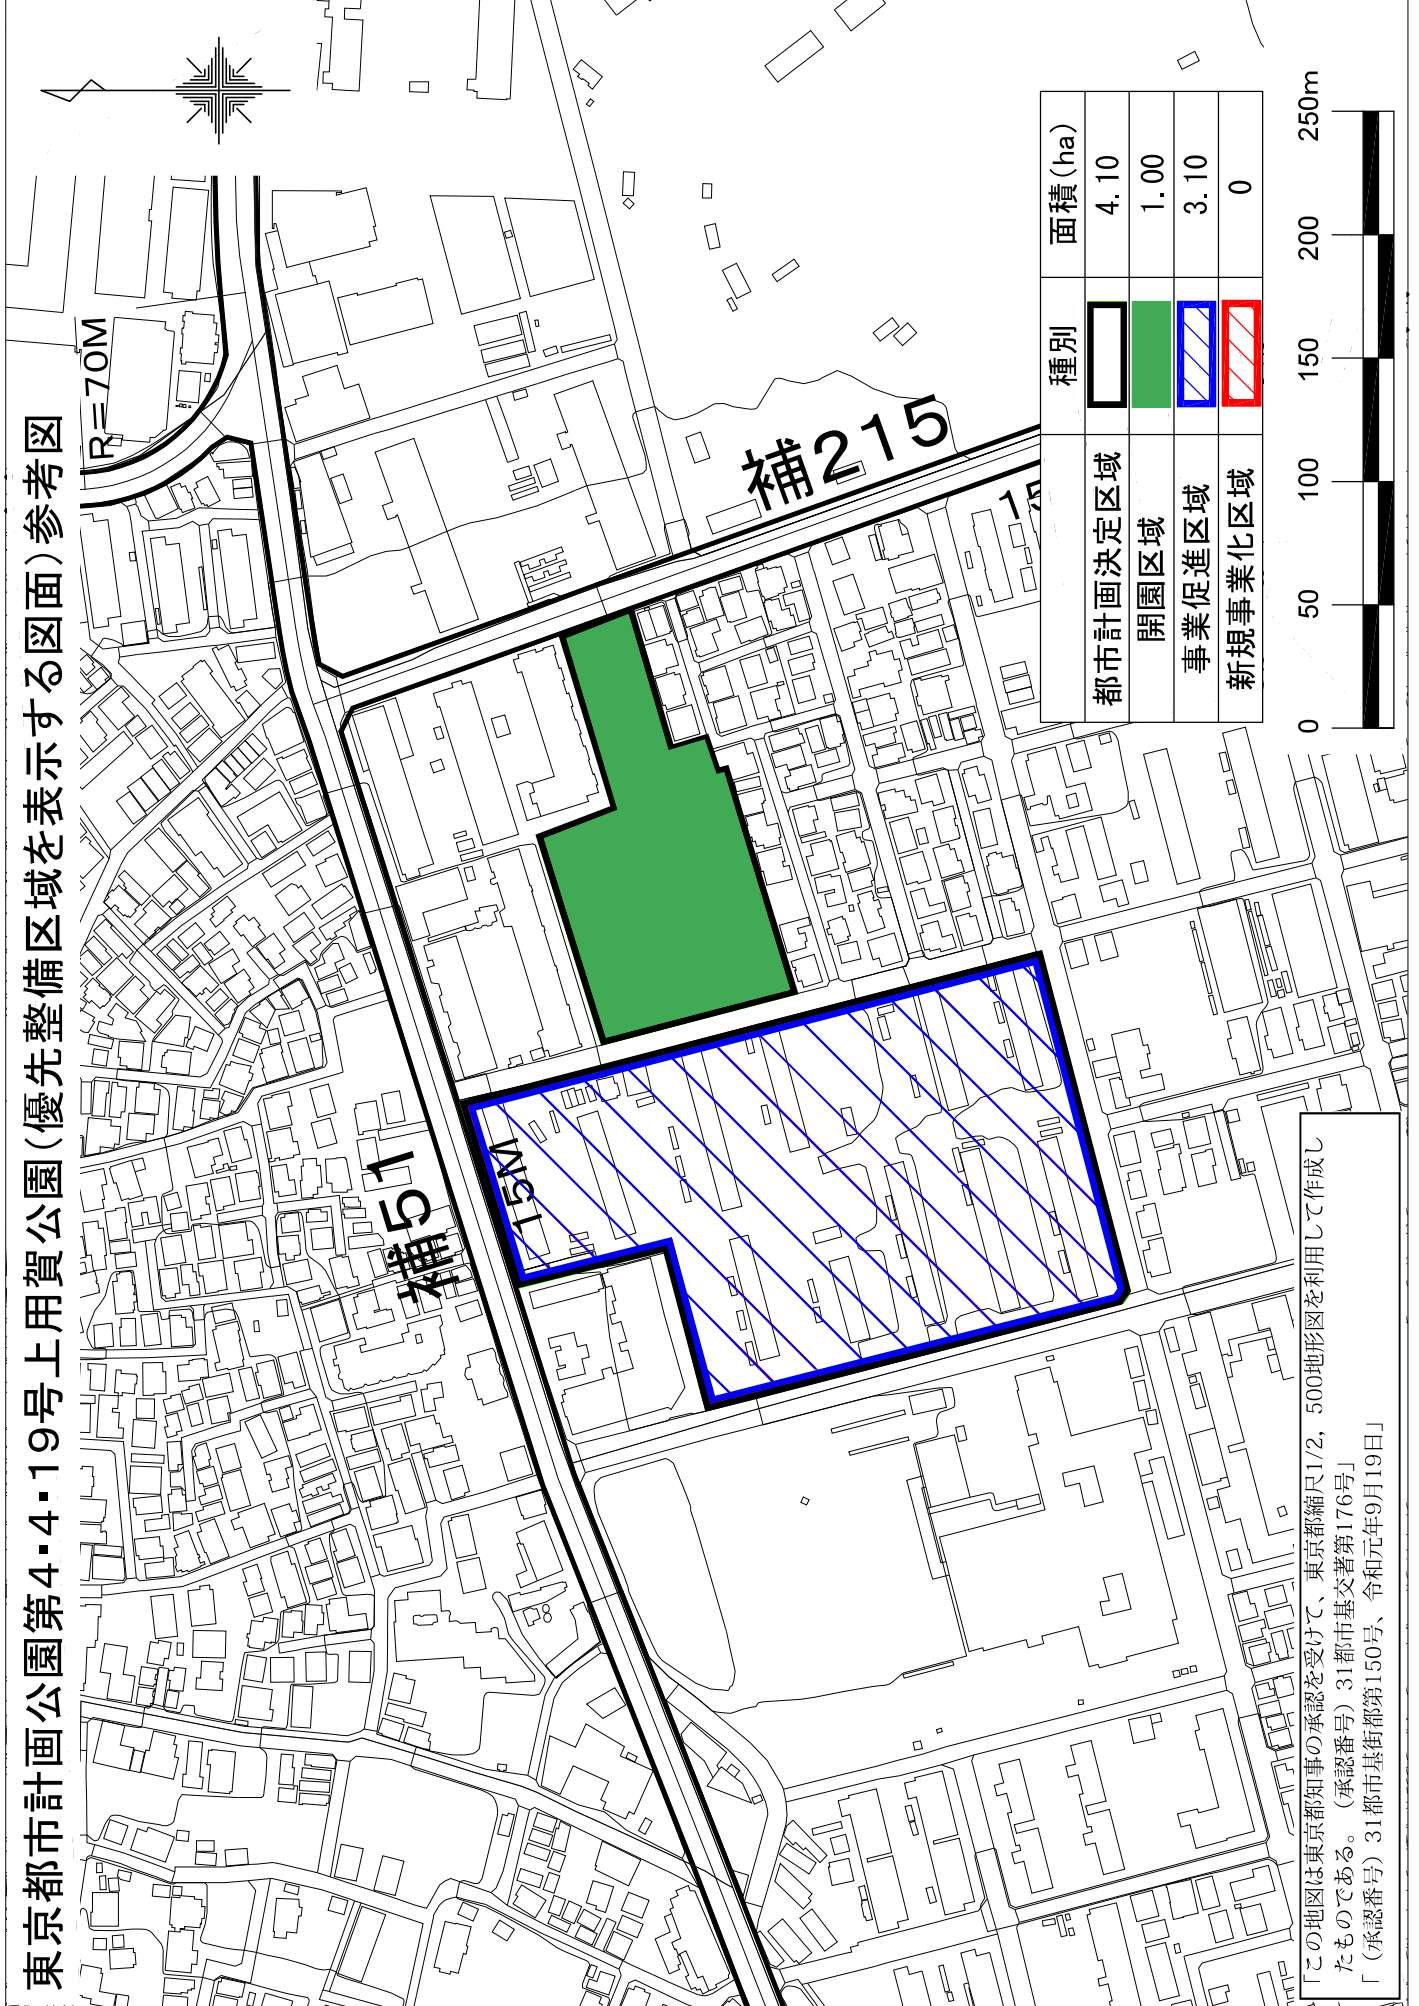 東京都市計画公園第4・4・19号上用賀公園(優先整備区域を表示する図面)参考図
R=70M
補51
15M
補215
15
種別 面積(ha)
都市計画決定区域 4.10
開園区域 1.00
事業促進区域 3.10
新規事業化区域 0
0 50 100 150 200 250m
「この地図は東京都知事の承認を受けて、東京都縮尺1/2,500地形図を利用して作成し
たものである。(承認番号)31都市基交著第176号」
「(承認番号)31都市基街都第150号、令和元年9月19日」